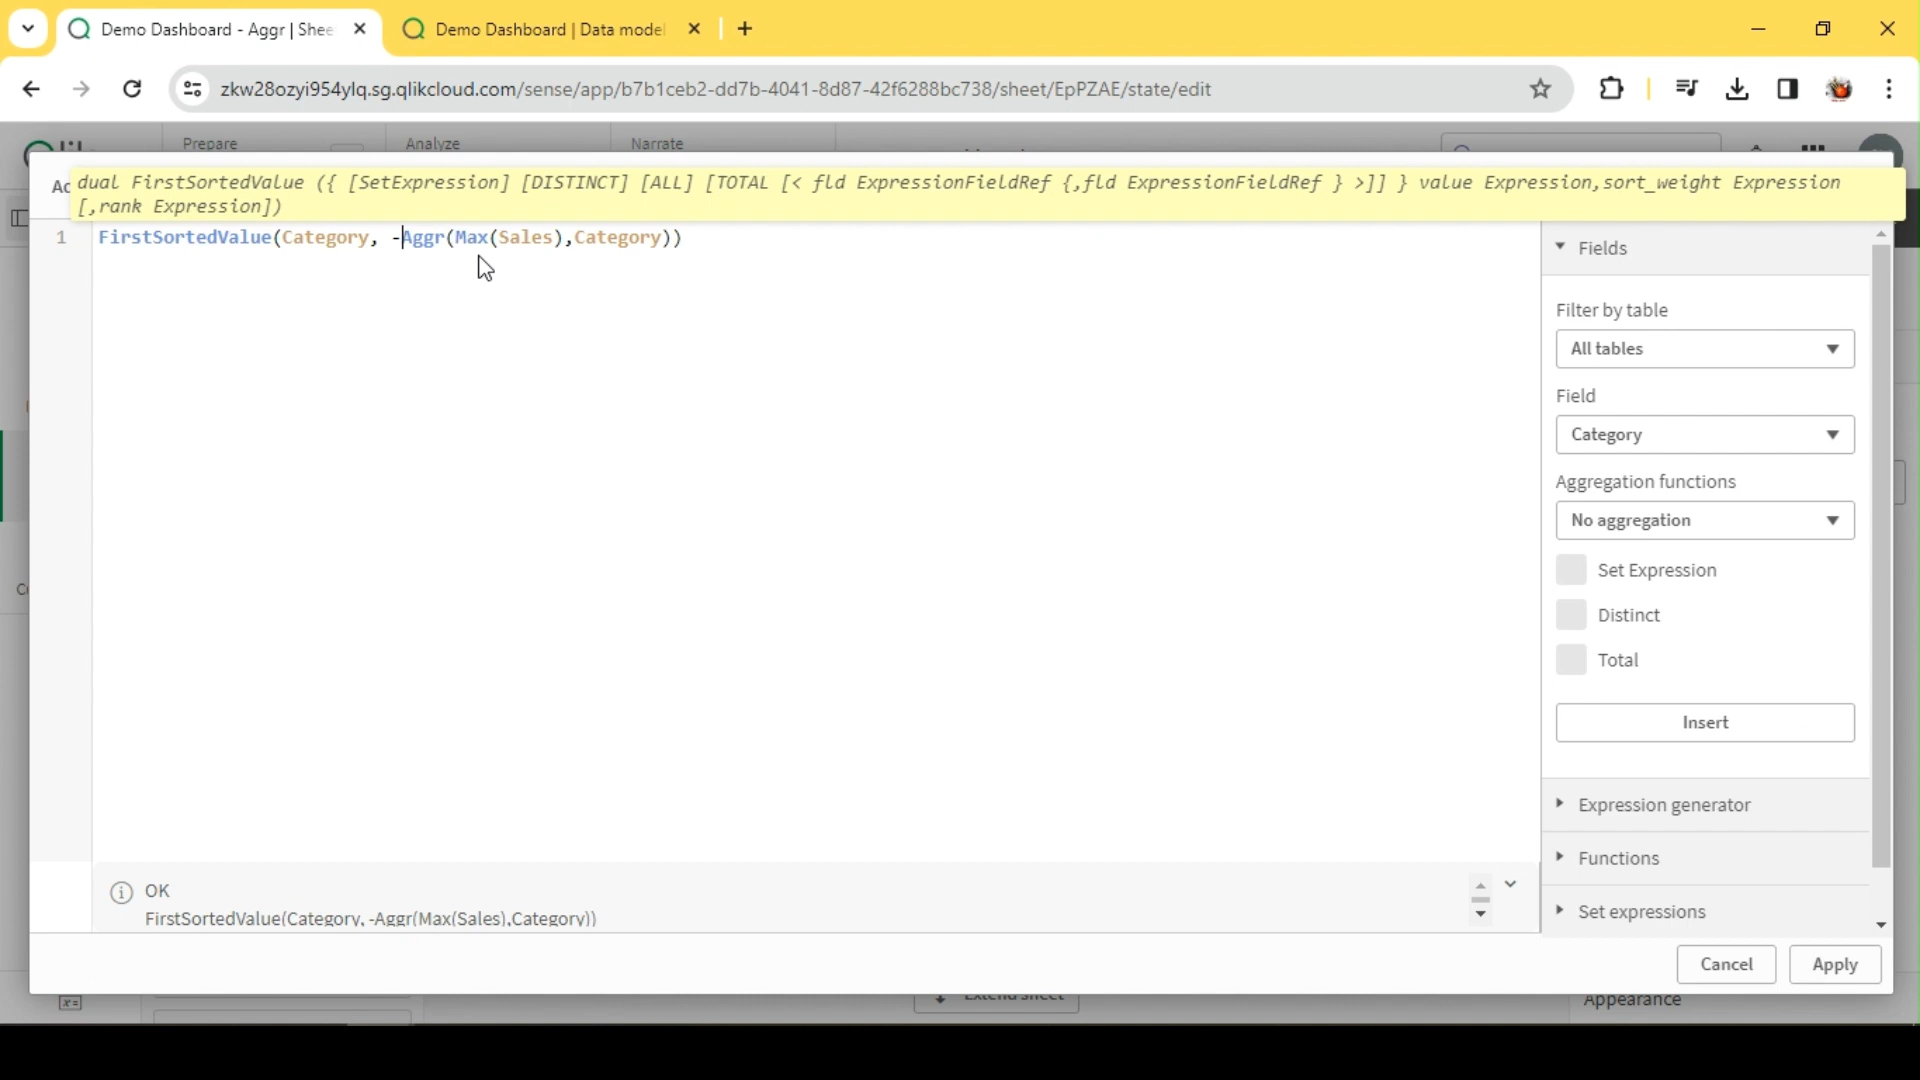 Demo Dashboard - Aggr | Shee
Demo Dashboard | Data model
zkw28ozyi954ylq.sg.qlikcloud.com/sense/app/b7b1ceb2-dd7b-4041-8d87-42f6288bc738/sheet/EpPZAE/state/edit
Prepare
Analyze
Narrate
dual FirstSortedValue ({ [SetExpression] [DISTINCT] [ALL] [TOTAL [< fld ExpressionFieldRef {,fld ExpressionFieldRef } >]] } value Expression,sort_weight Expression
[,rank Expression])
1 FirstSortedValue(Category, -Aggr(Max(Sales),Category))
Fields
Filter by table
All tables
Field
Category
Aggregation functions
No aggregation
Set Expression
Distinct
Total
Insert
Expression generator
Functions
Set expressions
OK
FirstSortedValue(Category, -Aggr(Max(Sales),Category))
Cancel
Apply
Extend sheet
Appearance